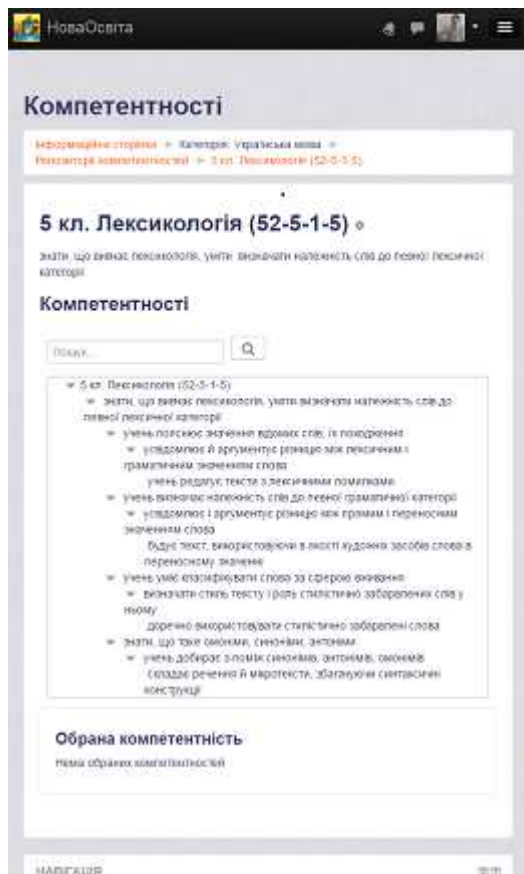 НоваОсвіта
Компетентності
Інформаційна сторінка ► Категорія: Українська мова ►
Репозиторії компетентностей ► 5 кл. Лексикологія (52-5-1-5)
5 кл. Лексикологія (52-5-1-5)
знати, що вивчає лексикологія, уміти визначати належність слів до певної лексичної
категорії
Компетентності
Пошук...
5 кл. Лексикологія (52-5-1-5)
знати, що вивчає лексикологія, уміти визначати належність слів до
певної лексичної категорії
учень пояснює значення відомих слів, їх походження
усвідомлює й аргументує різницю між лексичним і
граматичним значенням слова
учень редагує тексти з лексичними помилками
учень визначає належність слів до певної граматичної категорії
усвідомлює і аргументує різницю між прямим і переносним
значенням слова
будує текст, використовуючи в якості художніх засобів слова в
переносному значенні
учень уміє класифікувати слова за сферою вживання
визначати стиль тексту і роль стилістично забарвлених слів у
ньому
доречно використовувати стилістично забарвлені слова
знати, що таке омоніми, синоніми, антоніми
учень добирає з-поміж синонімів, антонімів, омонімів
складає речення й мікротексти, збагачуючи синтаксичні
конструкції
Обрана компетентність
Нема обраних компетентностей
НАВІГАЦІЯ